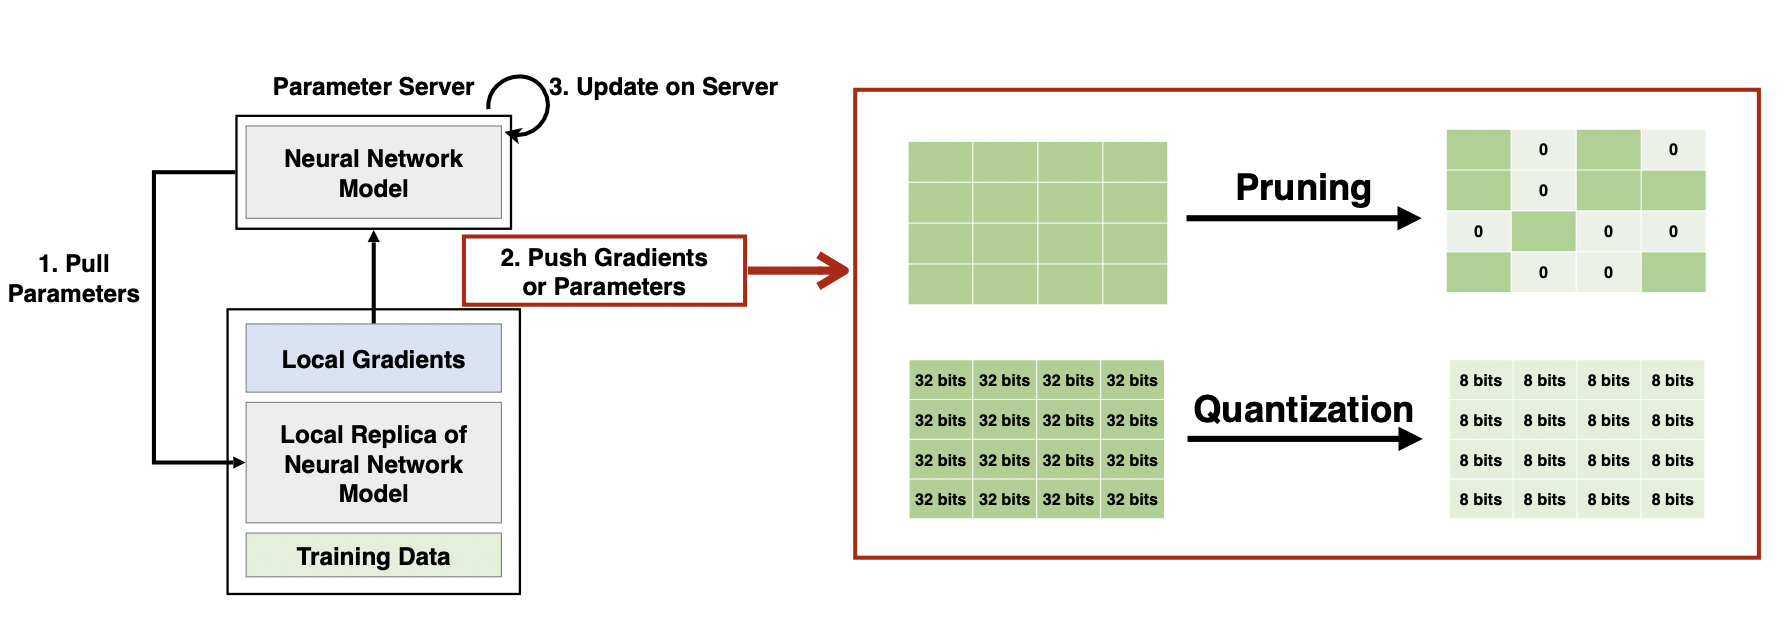 Parameter Server
3. Update on Server
Neural Network
Model
1. Pull
Parameters
2. Push Gradients
or Parameters
Local Gradients
Local Replica of
Neural Network
Model
Training Data
Pruning
0 0
0
0 0 0
0 0
32 bits 32 bits 32 bits 32 bits
32 bits 32 bits 32 bits 32 bits
32 bits 32 bits 32 bits 32 bits
32 bits 32 bits 32 bits 32 bits
Quantization
8 bits 8 bits 8 bits 8 bits
8 bits 8 bits 8 bits 8 bits
8 bits 8 bits 8 bits 8 bits
8 bits 8 bits 8 bits 8 bits